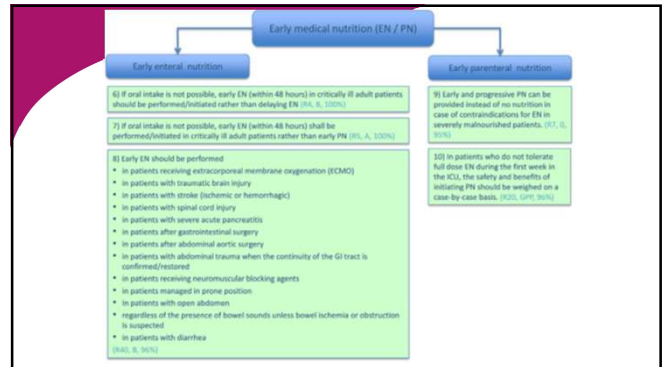 Early medical nutrition (EN / PN)
Early enteral nutrition
6) If oral intake is not possible, early EN (within 48 hours) in critically ill adult patients
should be performed/initiated rather than delaying EN (R4, B, 100%)
7) If oral intake is not possible, early EN (within 48 hours) shall be
performed/initiated in critically ill adult patients rather than early PN (R5, A, 100%)
8) Early EN should be performed
• in patients receiving extracorporeal membrane oxygenation (ECMO)
• in patients with traumatic brain injury
• in patients with stroke (ischemic or hemorrhagic)
• in patients with spinal cord injury
• in patients with severe acute pancreatitis
• in patients after gastrointestinal surgery
• in patients after abdominal aortic surgery
• in patients with abdominal trauma when the continuity of the GI tract is
confirmed/restored
• in patients receiving neuromuscular blocking agents
• in patients managed in prone position
• in patients with open abdomen
• regardless of the presence of bowel sounds unless bowel ischemia or obstruction
is suspected
• in patients with diarrhea
(R40, B, 96%)
Early parenteral nutrition
9) Early and progressive PN can be
provided instead of no nutrition in
case of contraindications for EN in
severely malnourished patients. (R7, 0,
95%)
10) In patients who do not tolerate
full dose EN during the first week in
the ICU, the safety and benefits of
initiating PN should be weighed on a
case-by-case basis. (R20, GPP, 96%)